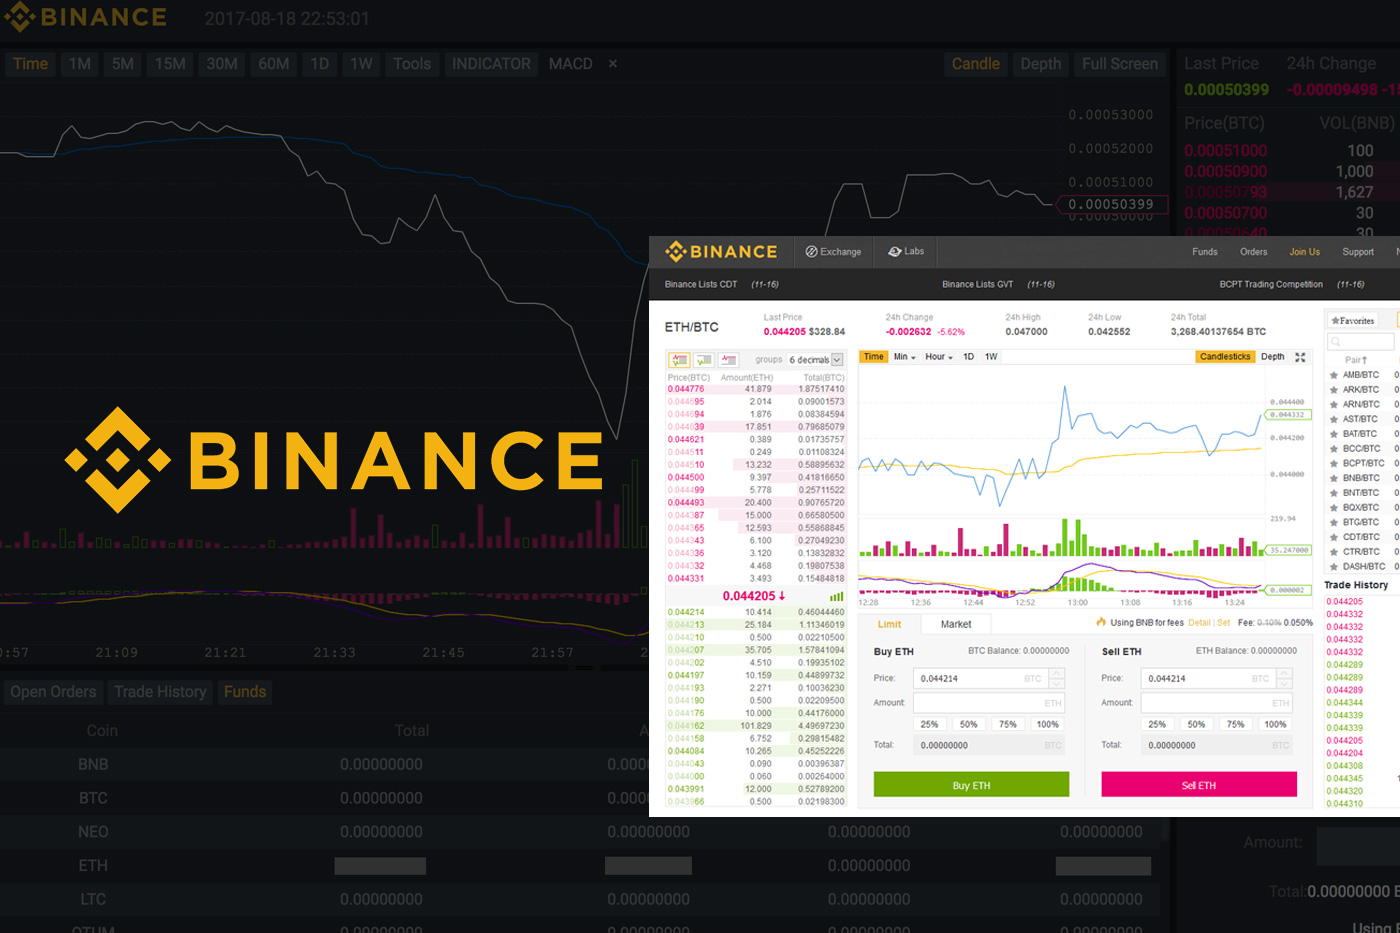 BINANCE 2017-08-18 22:53:01
Time 1M 5M 15M 30M 60M 1D 1W Tools INDICATOR MACD × Candle Depth Full Screen
Last Price 24h Change
0.00050399 -0.00009498
Price(BTC) VOL(BNB)
0.00051000 100
0.00050900 1,000
0.00050793 1,627
0.00050700 30
0.00050640 30
0.00053000
0.00052000
0.00051000
0.00050399
0.00050000
BINANCE
21:09 21:21 21:33 21:45 21:57
Open Orders Trade History Funds
Coin Total
BNB 0.00000000
BTC 0.00000000
NEO 0.00000000 0.00000000 0.00000000 0.00000000
ETH 0.00000000
LTC 0.00000000 0.00000000 0.00000000 0.00000000
Amount:
Total: 0.00000000
Using
BINANCE Exchange Labs Funds Orders Join Us Support
Binance Lists CDT (11-16) Binance Lists GVT (11-16) BCPT Trading Competition (11-16)
ETH/BTC
Last Price 24h Change 24h High 24h Low 24h Total
0.044205 $328.84 -0.002632 -5.62% 0.047000 0.042552 3,268.40137654 BTC
groups 6 decimals
Price(BTC) Amount(ETH) Total(BTC)
0.044776 41.879 1.87517410
0.044695 2.014 0.09001573
0.044694 1.876 0.08384594
0.044639 17.851 0.79685079
0.044621 0.389 0.01735757
0.044511 0.249 0.01108324
0.044510 13.232 0.58895632
0.044500 9.397 0.41816650
0.044499 5.778 0.25711522
0.044493 20.400 0.90765720
0.044387 15.000 0.66580500
0.044365 12.593 0.55868845
0.044343 6.100 0.27049230
0.044336 3.120 0.13832832
0.044332 4.468 0.19807538
0.044331 3.493 0.15484818
0.044205↓
0.044214 10.414 0.46044460
0.044213 25.184 1.11346019
0.044210 0.500 0.02210500
0.044207 35.705 1.57841094
0.044202 4.510 0.19935102
0.044197 10.159 0.44899732
0.044193 2.271 0.10036230
0.044190 0.500 0.02209500
0.044176 10.000 0.44176000
0.044162 101.829 4.49697230
0.044158 6.752 0.29815482
0.044084 10.265 0.45252226
0.044043 0.090 0.00396387
0.044000 0.060 0.00264000
0.043991 12.000 0.52789200
0.043966 0.500 0.02198300
Time Min Hour 1D 1W Candlesticks Depth
0.044400
0.044332
0.044200
0.044000
219.94
35.247000
0.000002
12:28 12:36 12:44 12:52 13:00 13:08 13:16 13:24
Limit Market Using BNB for fees Detail | Set Fee: 0.10% 0.050%
Buy ETH BTC Balance: 0.00000000
Price: 0.044214 BTC
Amount: ETH
25% 50% 75% 100%
Total: 0.00000000 BTC
Buy ETH
Sell ETH ETH Balance: 0.00000000
Price: 0.044214 BTC
Amount: ETH
25% 50% 75% 100%
Total: 0.00000000 BTC
Sell ETH
Favorites
Pair↑
AMB/BTC
ARK/BTC
ARN/BTC
AST/BTC
BAT/BTC
BCC/BTC
BCPT/BTC
BNB/BTC
BNT/BTC
BQX/BTC
BTG/BTC
CDT/BTC
CTR/BTC
DASH/BTC
Trade History
0.044205
0.044332
0.044332
0.044332
0.044332
0.044289
0.044289
0.044289
0.044344
0.044339
0.044339
0.044205
0.044204
0.044308
0.044345
0.044320
0.044310